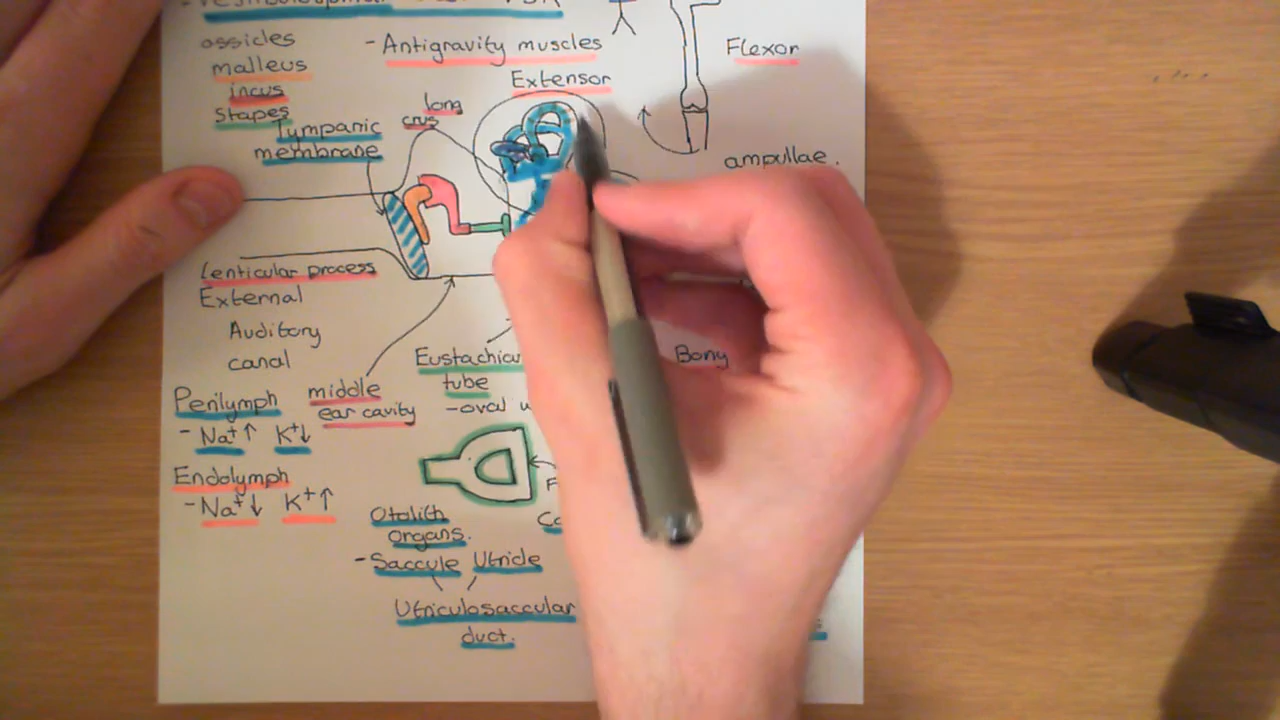 ossicles
malleus
incus
stapes
- Antigravity muscles
Extensor
Flexor
long
crus
Tympanic
membrane
ampullae.
Lenticular process
External
Auditory
canal
Bony
tube
middle
ear cavity
-oval
Perilymph
- Na+↑ K+↓
Endolymph
- Na+↓ K+↑
Otolith
organs.
- Saccule Utricle
Utriculosaccular
duct.